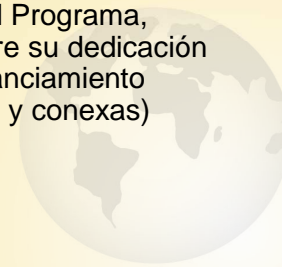 l Programa,
re su dedicación
anciamiento
y conexas)